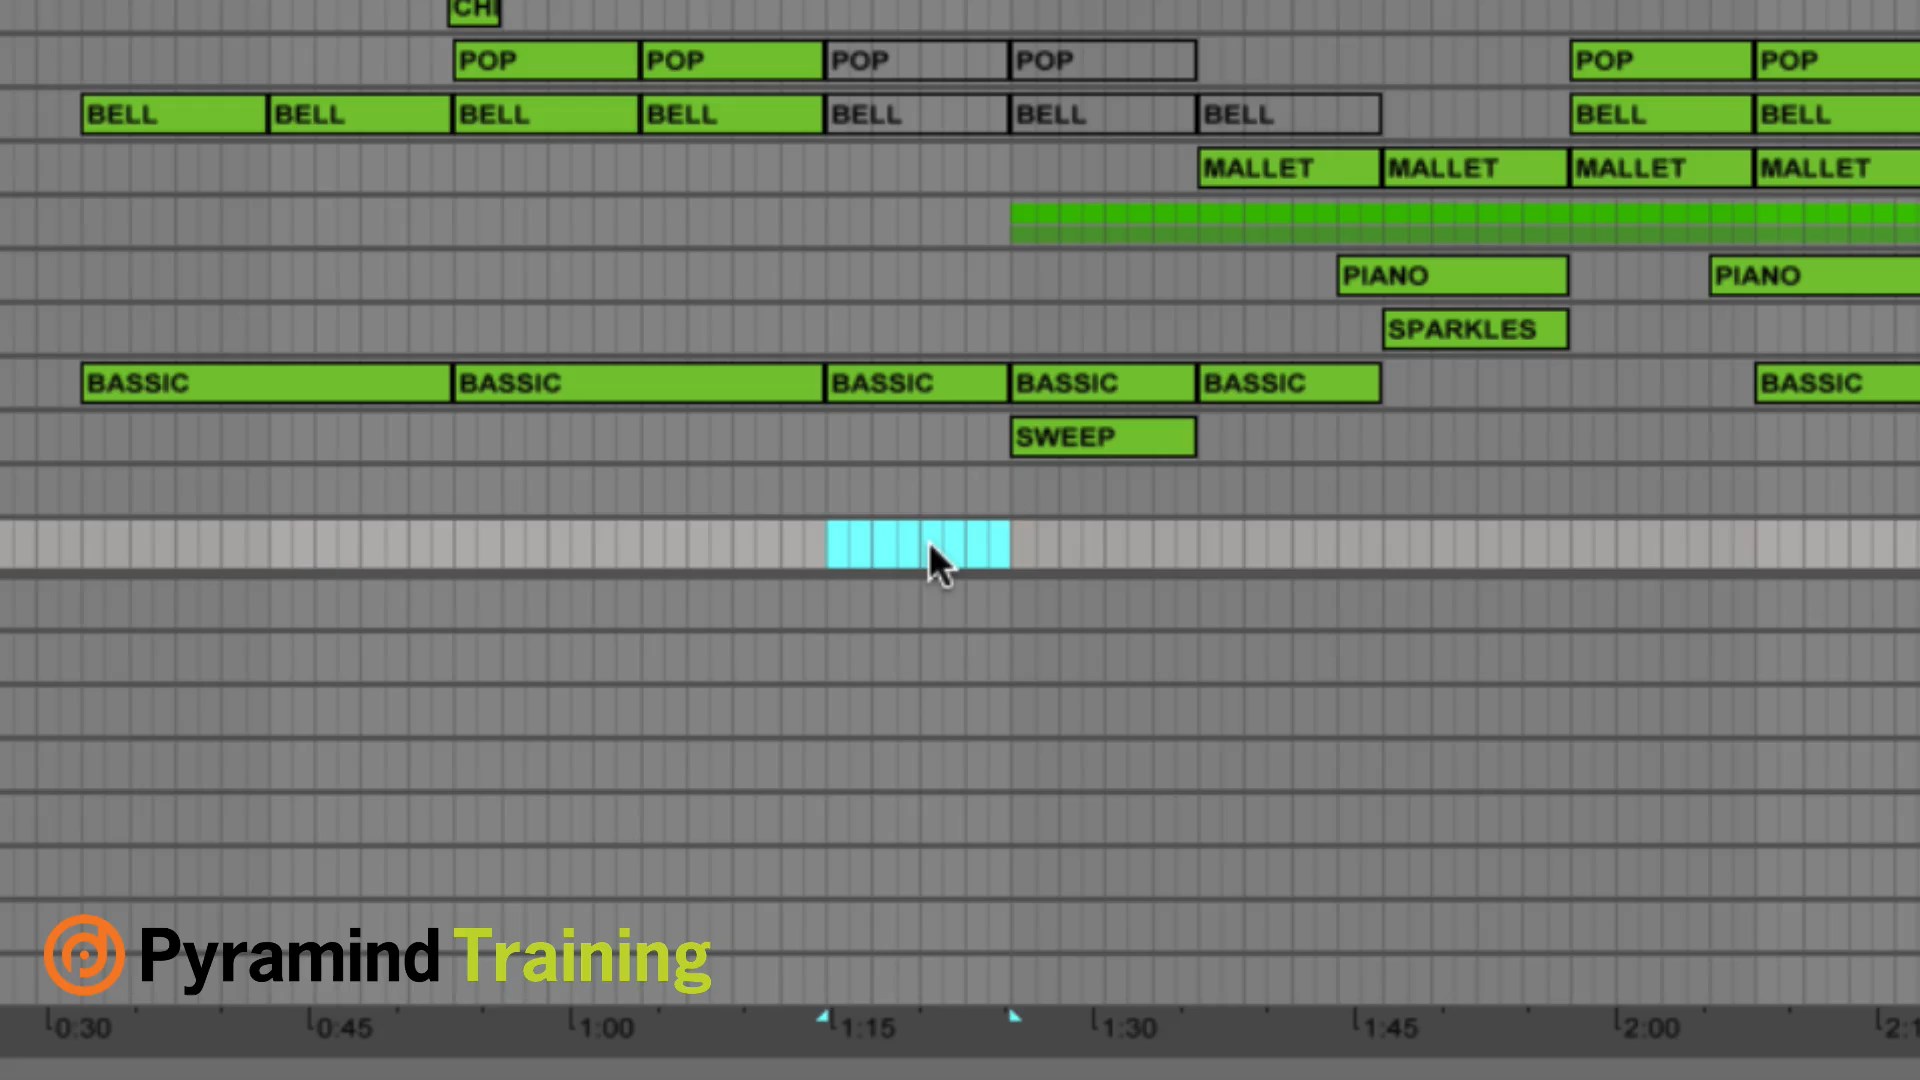 CHI
POP POP POP POP POP POP
BELL BELL BELL BELL BELL BELL BELL BELL BELL
MALLET MALLET MALLET MALLET
PIANO PIANO
SPARKLES
BASSIC BASSIC BASSIC BASSIC BASSIC BASSIC
SWEEP
Pyramind Training
0:30 0:45 1:00 1:15 1:30 1:45 2:00